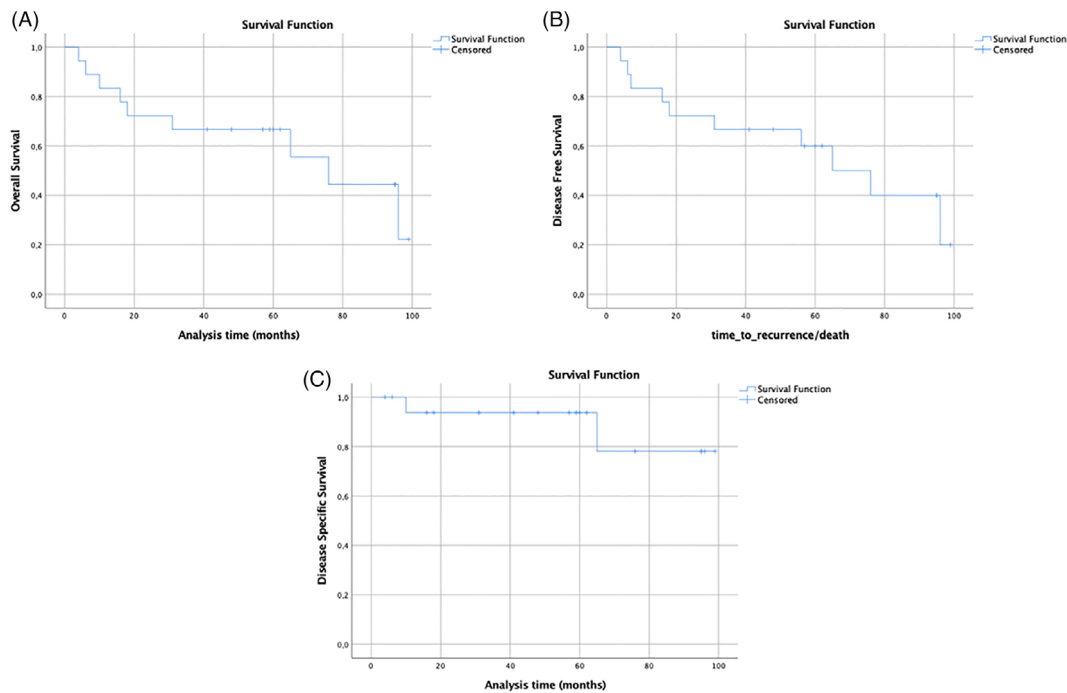 (A)
Survival Function
Survival Function
Censored
1,0
0,8
0,6
0,4
0,2
0,0
Overall Survival
0 20 40 60 80 100
Analysis time (months)
(B)
Survival Function
Survival Function
Censored
1,0
0,8
0,6
0,4
0,2
0,0
Disease Free Survival
0 20 40 60 80 100
time_to_recurrence/death
(C)
Survival Function
Survival Function
Censored
1,0
0,8
0,6
0,4
0,2
0,0
Disease Specific Survival
0 20 40 60 80 100
Analysis time (months)